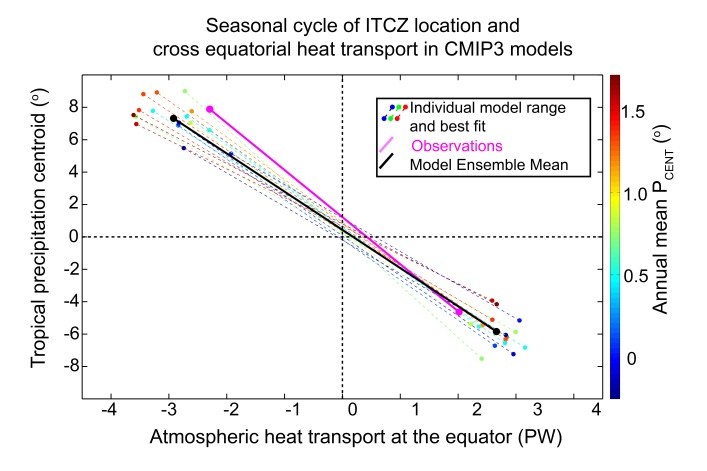 Seasonal cycle of ITCZ location and
cross equatorial heat transport in CMIP3 models
Tropical precipitation centroid (°)
8
6
4
2
0
-2
-4
-6
-8
Individual model range
and best fit
Observations
Model Ensemble Mean
-4 -3 -2 -1 0 1 2 3 4
Atmospheric heat transport at the equator (PW)
1.5
1.0
0.5
0
Annual mean PCENT (°)